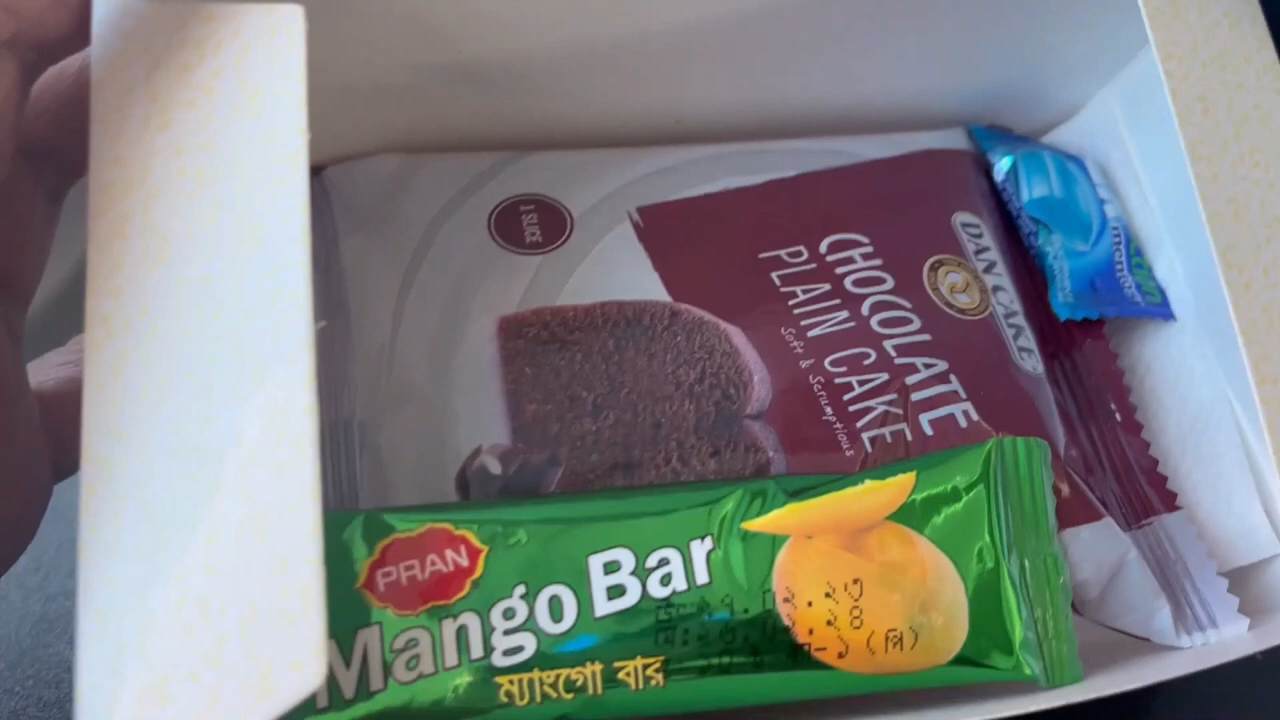 1 SLICE
DAN CAKE
CHOCOLATE
PLAIN CAKE
Soft & Scrumptious
PRAN
Mango Bar
ম্যাংগো বার